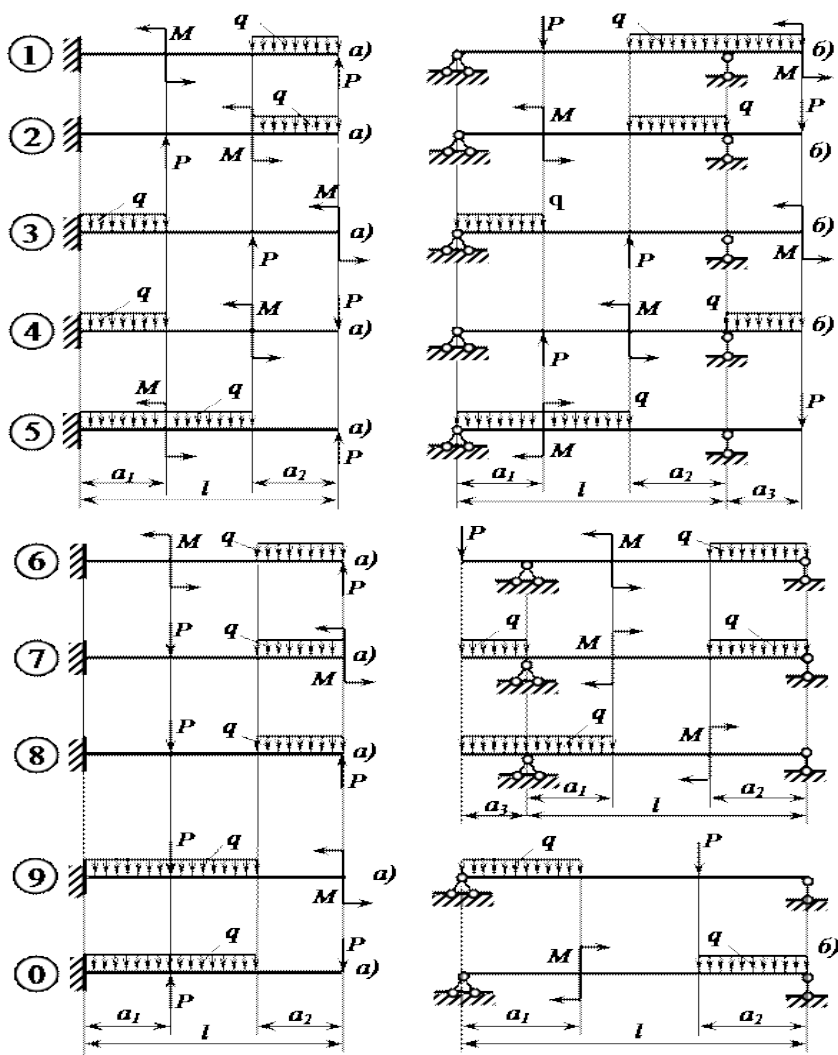 q q
1 M а) P б)
P M
2 q а) M q P
P M б)
3 q M а) q б)
P P M
4 q M P а) M q б)
P
5 M q а) q P
P M
a1 a2 a1 a2 a3
l l
6 M q а) P M q
P
7 P q а) q M q
M
8 P q а) q M
P
a3 a1 a2
l
9 P q а) q P
M
0 q P а) M q б)
P
a1 a2 a1 a2
l l